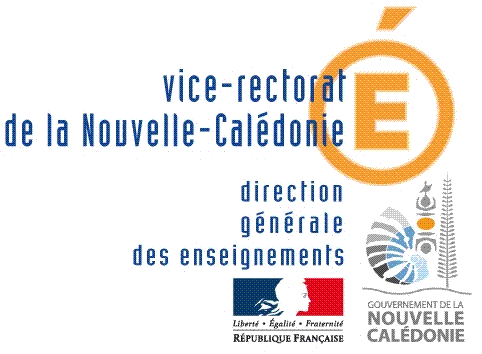 vice-rectorat
de la Nouvelle-Calédonie
É
direction
générale
des enseignements
Liberté • Égalité • Fraternité
RÉPUBLIQUE FRANÇAISE
GOUVERNEMENT DE LA
NOUVELLE
CALÉDONIE